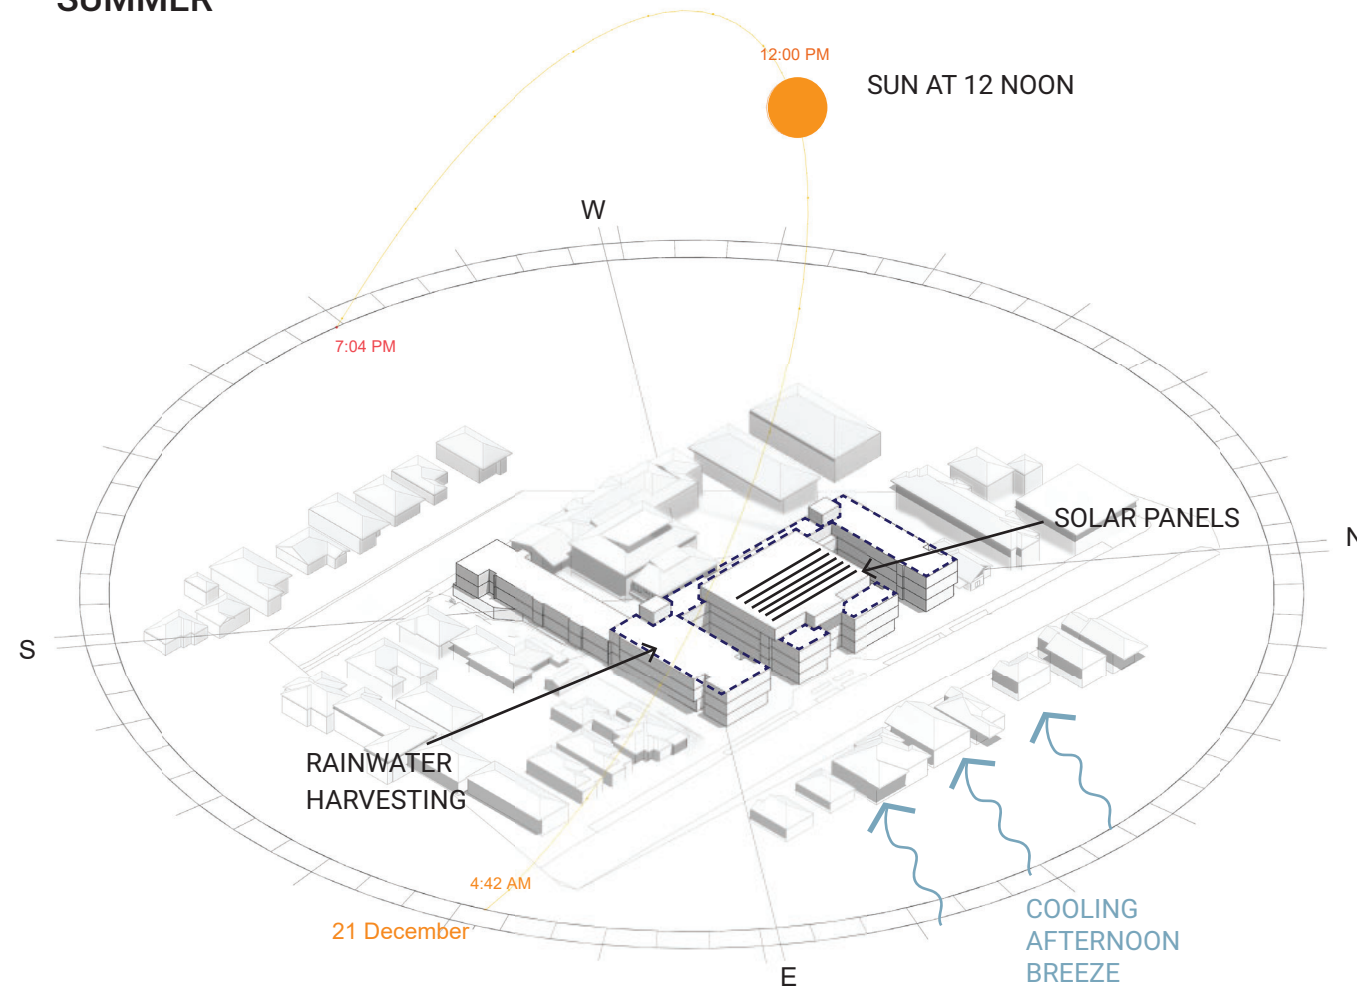 SUMMER
12:00 PM
SUN AT 12 NOON
W
7:04 PM
SOLAR PANELS
N
S
RAINWATER
HARVESTING
4:42 AM
21 December
COOLING
AFTERNOON
BREEZE
E